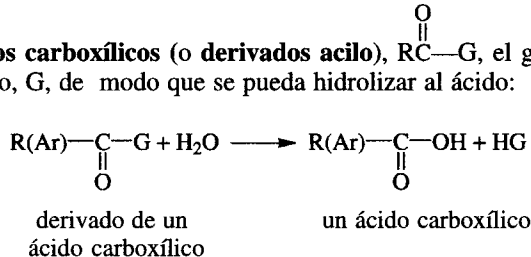 os carboxílicos (o derivados acilo), RC—G, el g
O
||
o, G, de modo que se pueda hidrolizar al ácido:
R(Ar)—C—G + H₂O ⟶ R(Ar)—C—OH + HG
|| ||
O O
derivado de un un ácido carboxílico
ácido carboxílico